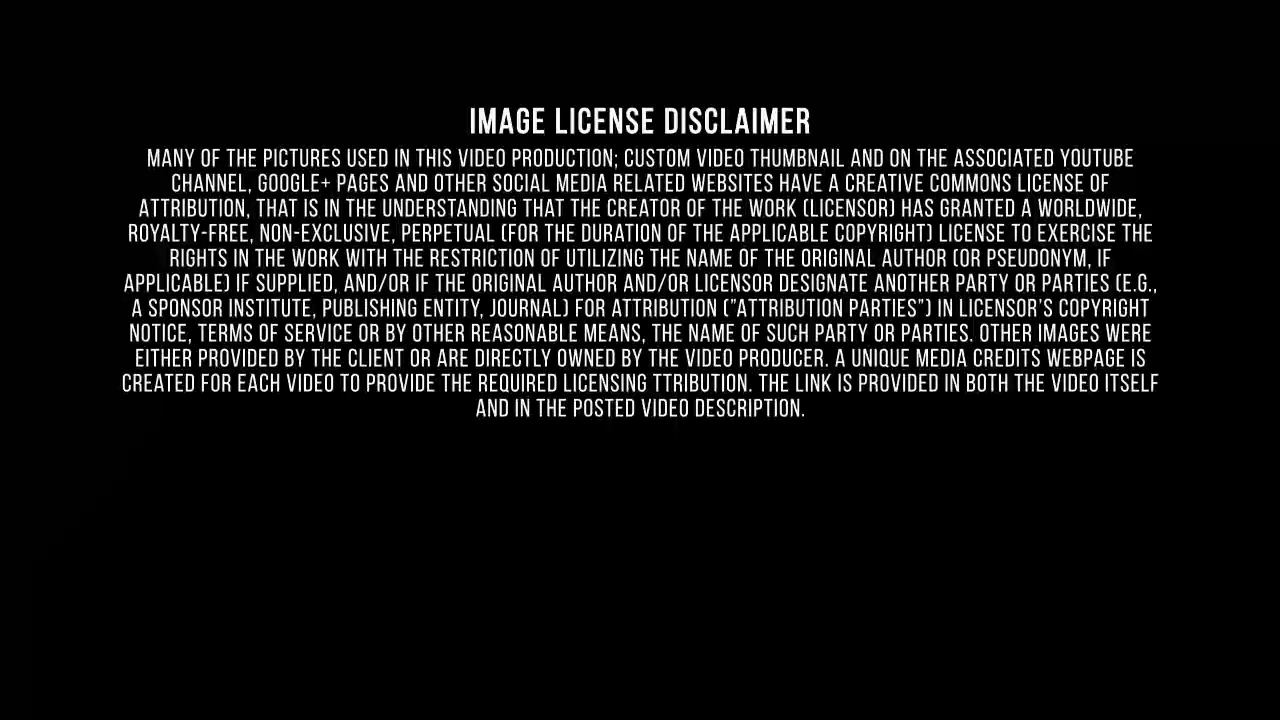 IMAGE LICENSE DISCLAIMER
MANY OF THE PICTURES USED IN THIS VIDEO PRODUCTION; CUSTOM VIDEO THUMBNAIL AND ON THE ASSOCIATED YOUTUBE
CHANNEL, GOOGLE+ PAGES AND OTHER SOCIAL MEDIA RELATED WEBSITES HAVE A CREATIVE COMMONS LICENSE OF
ATTRIBUTION, THAT IS IN THE UNDERSTANDING THAT THE CREATOR OF THE WORK (LICENSOR) HAS GRANTED A WORLDWIDE,
ROYALTY-FREE, NON-EXCLUSIVE, PERPETUAL (FOR THE DURATION OF THE APPLICABLE COPYRIGHT) LICENSE TO EXERCISE THE
RIGHTS IN THE WORK WITH THE RESTRICTION OF UTILIZING THE NAME OF THE ORIGINAL AUTHOR (OR PSEUDONYM, IF
APPLICABLE) IF SUPPLIED, AND/OR IF THE ORIGINAL AUTHOR AND/OR LICENSOR DESIGNATE ANOTHER PARTY OR PARTIES (E.G.,
A SPONSOR INSTITUTE, PUBLISHING ENTITY, JOURNAL) FOR ATTRIBUTION ("ATTRIBUTION PARTIES") IN LICENSOR'S COPYRIGHT
NOTICE, TERMS OF SERVICE OR BY OTHER REASONABLE MEANS, THE NAME OF SUCH PARTY OR PARTIES. OTHER IMAGES WERE
EITHER PROVIDED BY THE CLIENT OR ARE DIRECTLY OWNED BY THE VIDEO PRODUCER. A UNIQUE MEDIA CREDITS WEBPAGE IS
CREATED FOR EACH VIDEO TO PROVIDE THE REQUIRED LICENSING TTRIBUTION. THE LINK IS PROVIDED IN BOTH THE VIDEO ITSELF
AND IN THE POSTED VIDEO DESCRIPTION.